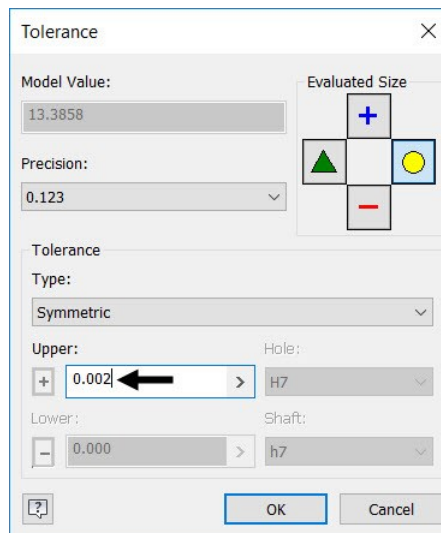 Tolerance
Model Value:
Evaluated Size
13.3858
+
Precision:
0.123
−
Tolerance
Type:
Symmetric
Upper:
Hole:
+ 0.002 >
H7
Lower:
Shaft:
− 0.000 >
h7
?
OK
Cancel